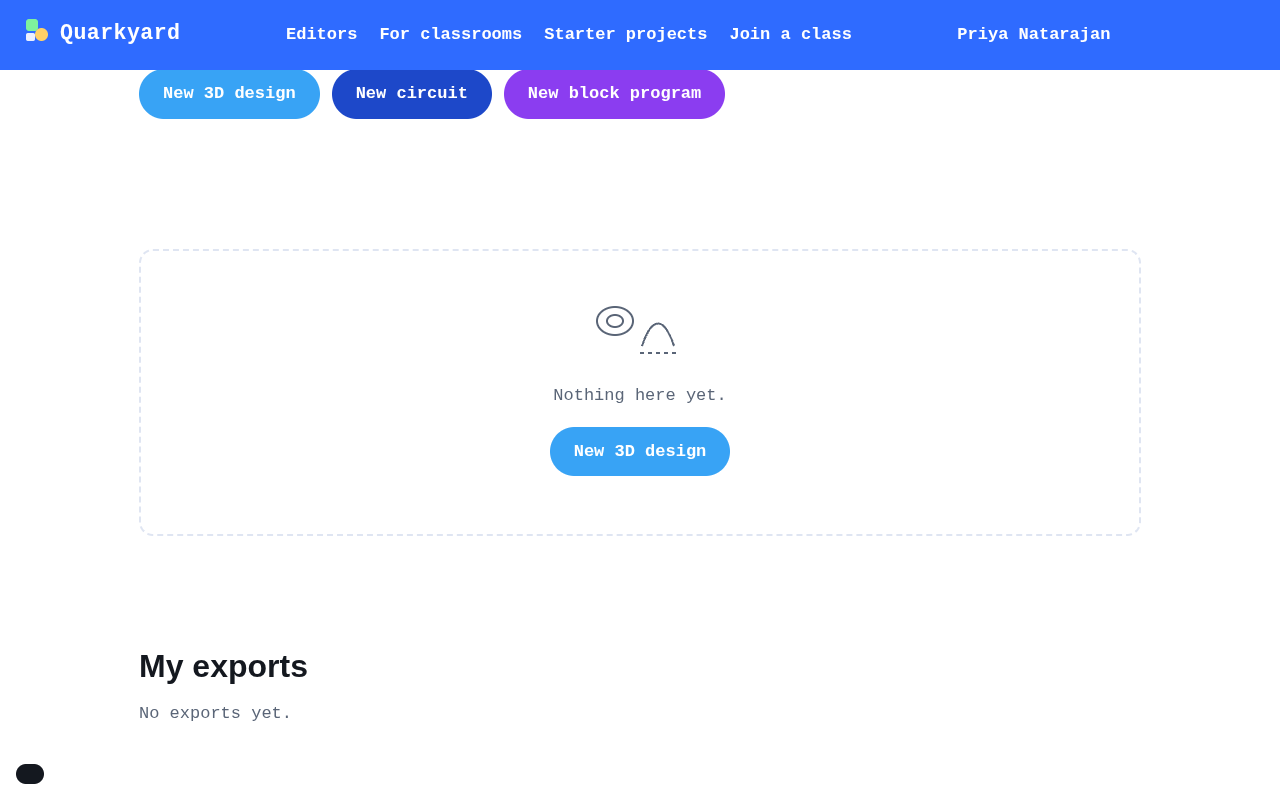 Quarkyard Editors For classrooms Starter projects Join a class Priya Natarajan
New 3D design New circuit New block program
Nothing here yet.
New 3D design
My exports
No exports yet.